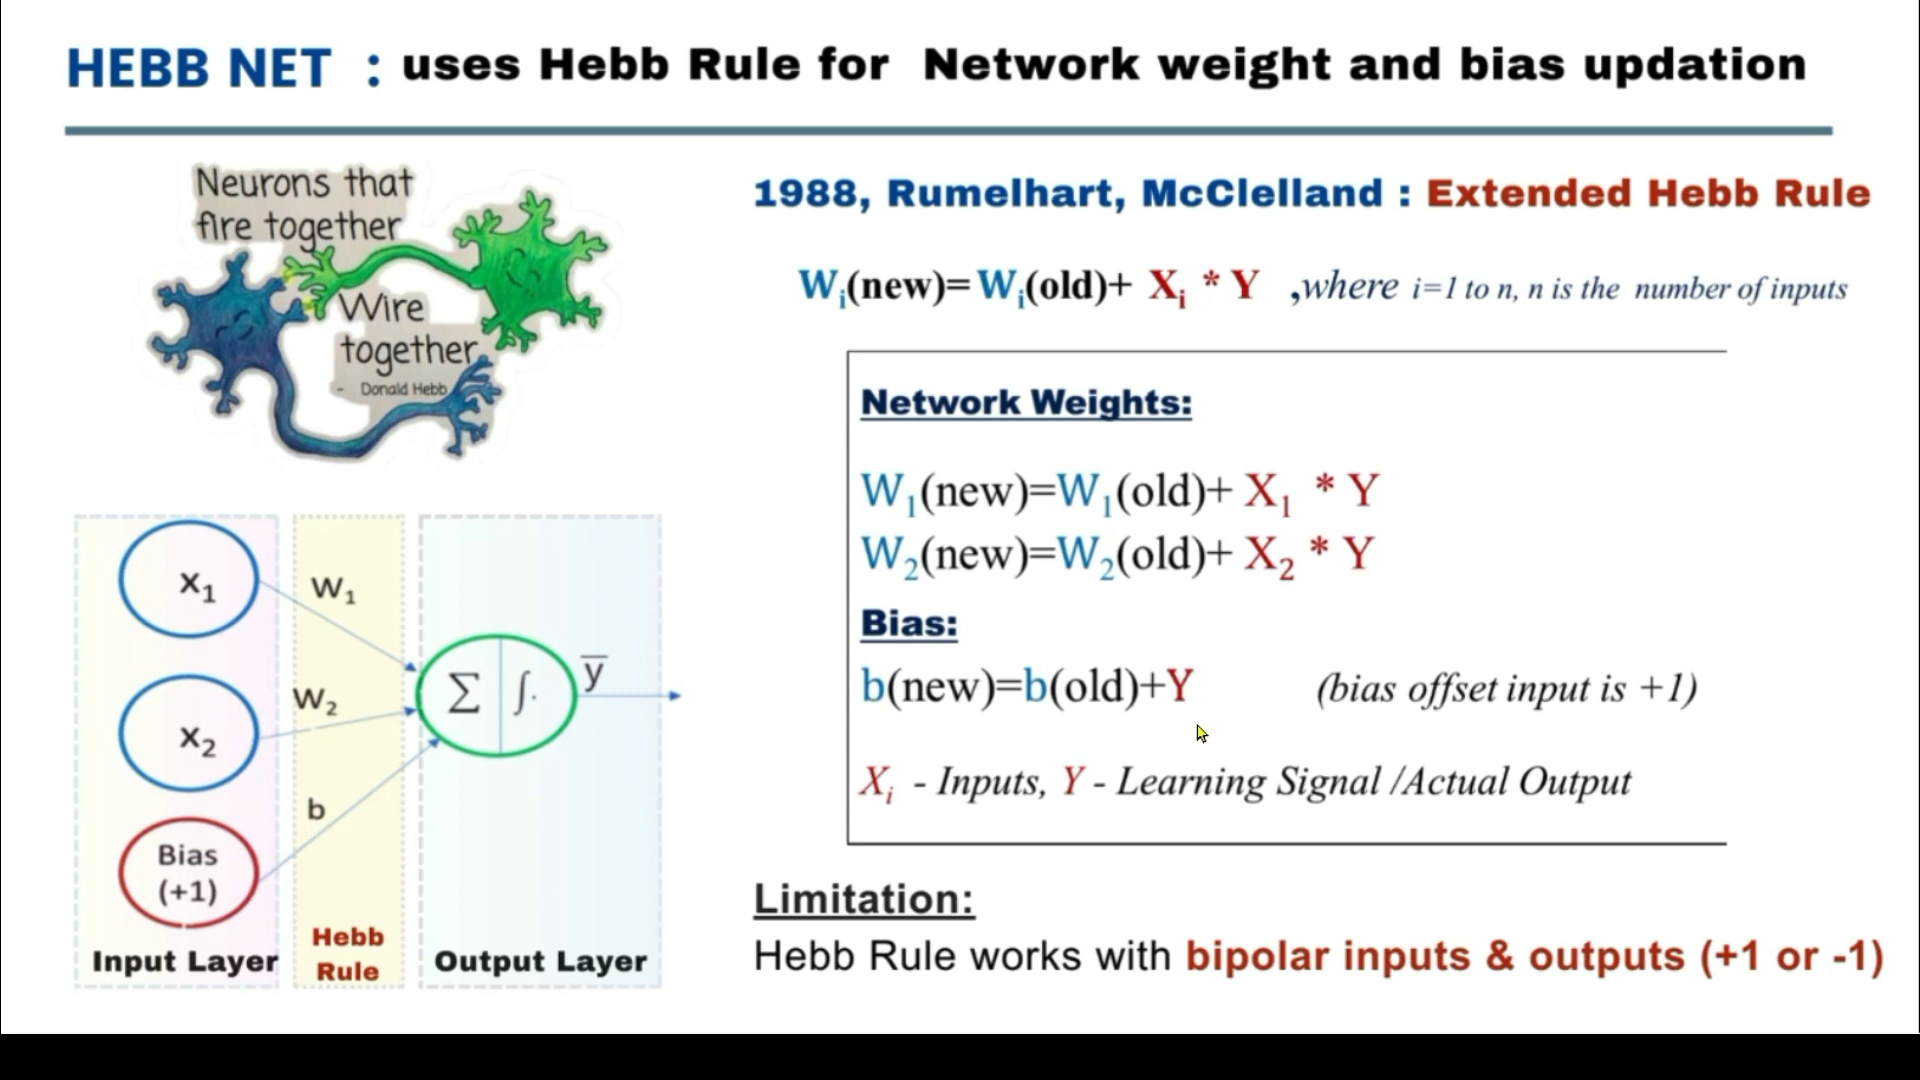 HEBB NET : uses Hebb Rule for Network weight and bias updation
Neurons that
fire together
Wire
together
- Donald Hebb
1988, Rumelhart, McClelland : Extended Hebb Rule
Wᵢ(new)=Wᵢ(old)+ Xᵢ * Y ,where i=1 to n, n is the number of inputs
Network Weights:
W₁(new)=W₁(old)+ X₁ * Y
W₂(new)=W₂(old)+ X₂ * Y
Bias:
b(new)=b(old)+Y (bias offset input is +1)
Xᵢ - Inputs, Y - Learning Signal /Actual Output
x₁
W₁
x₂
W₂
Σ ∫·
y̅
b
Bias
(+1)
Input Layer
Hebb
Rule
Output Layer
Limitation:
Hebb Rule works with bipolar inputs & outputs (+1 or -1)